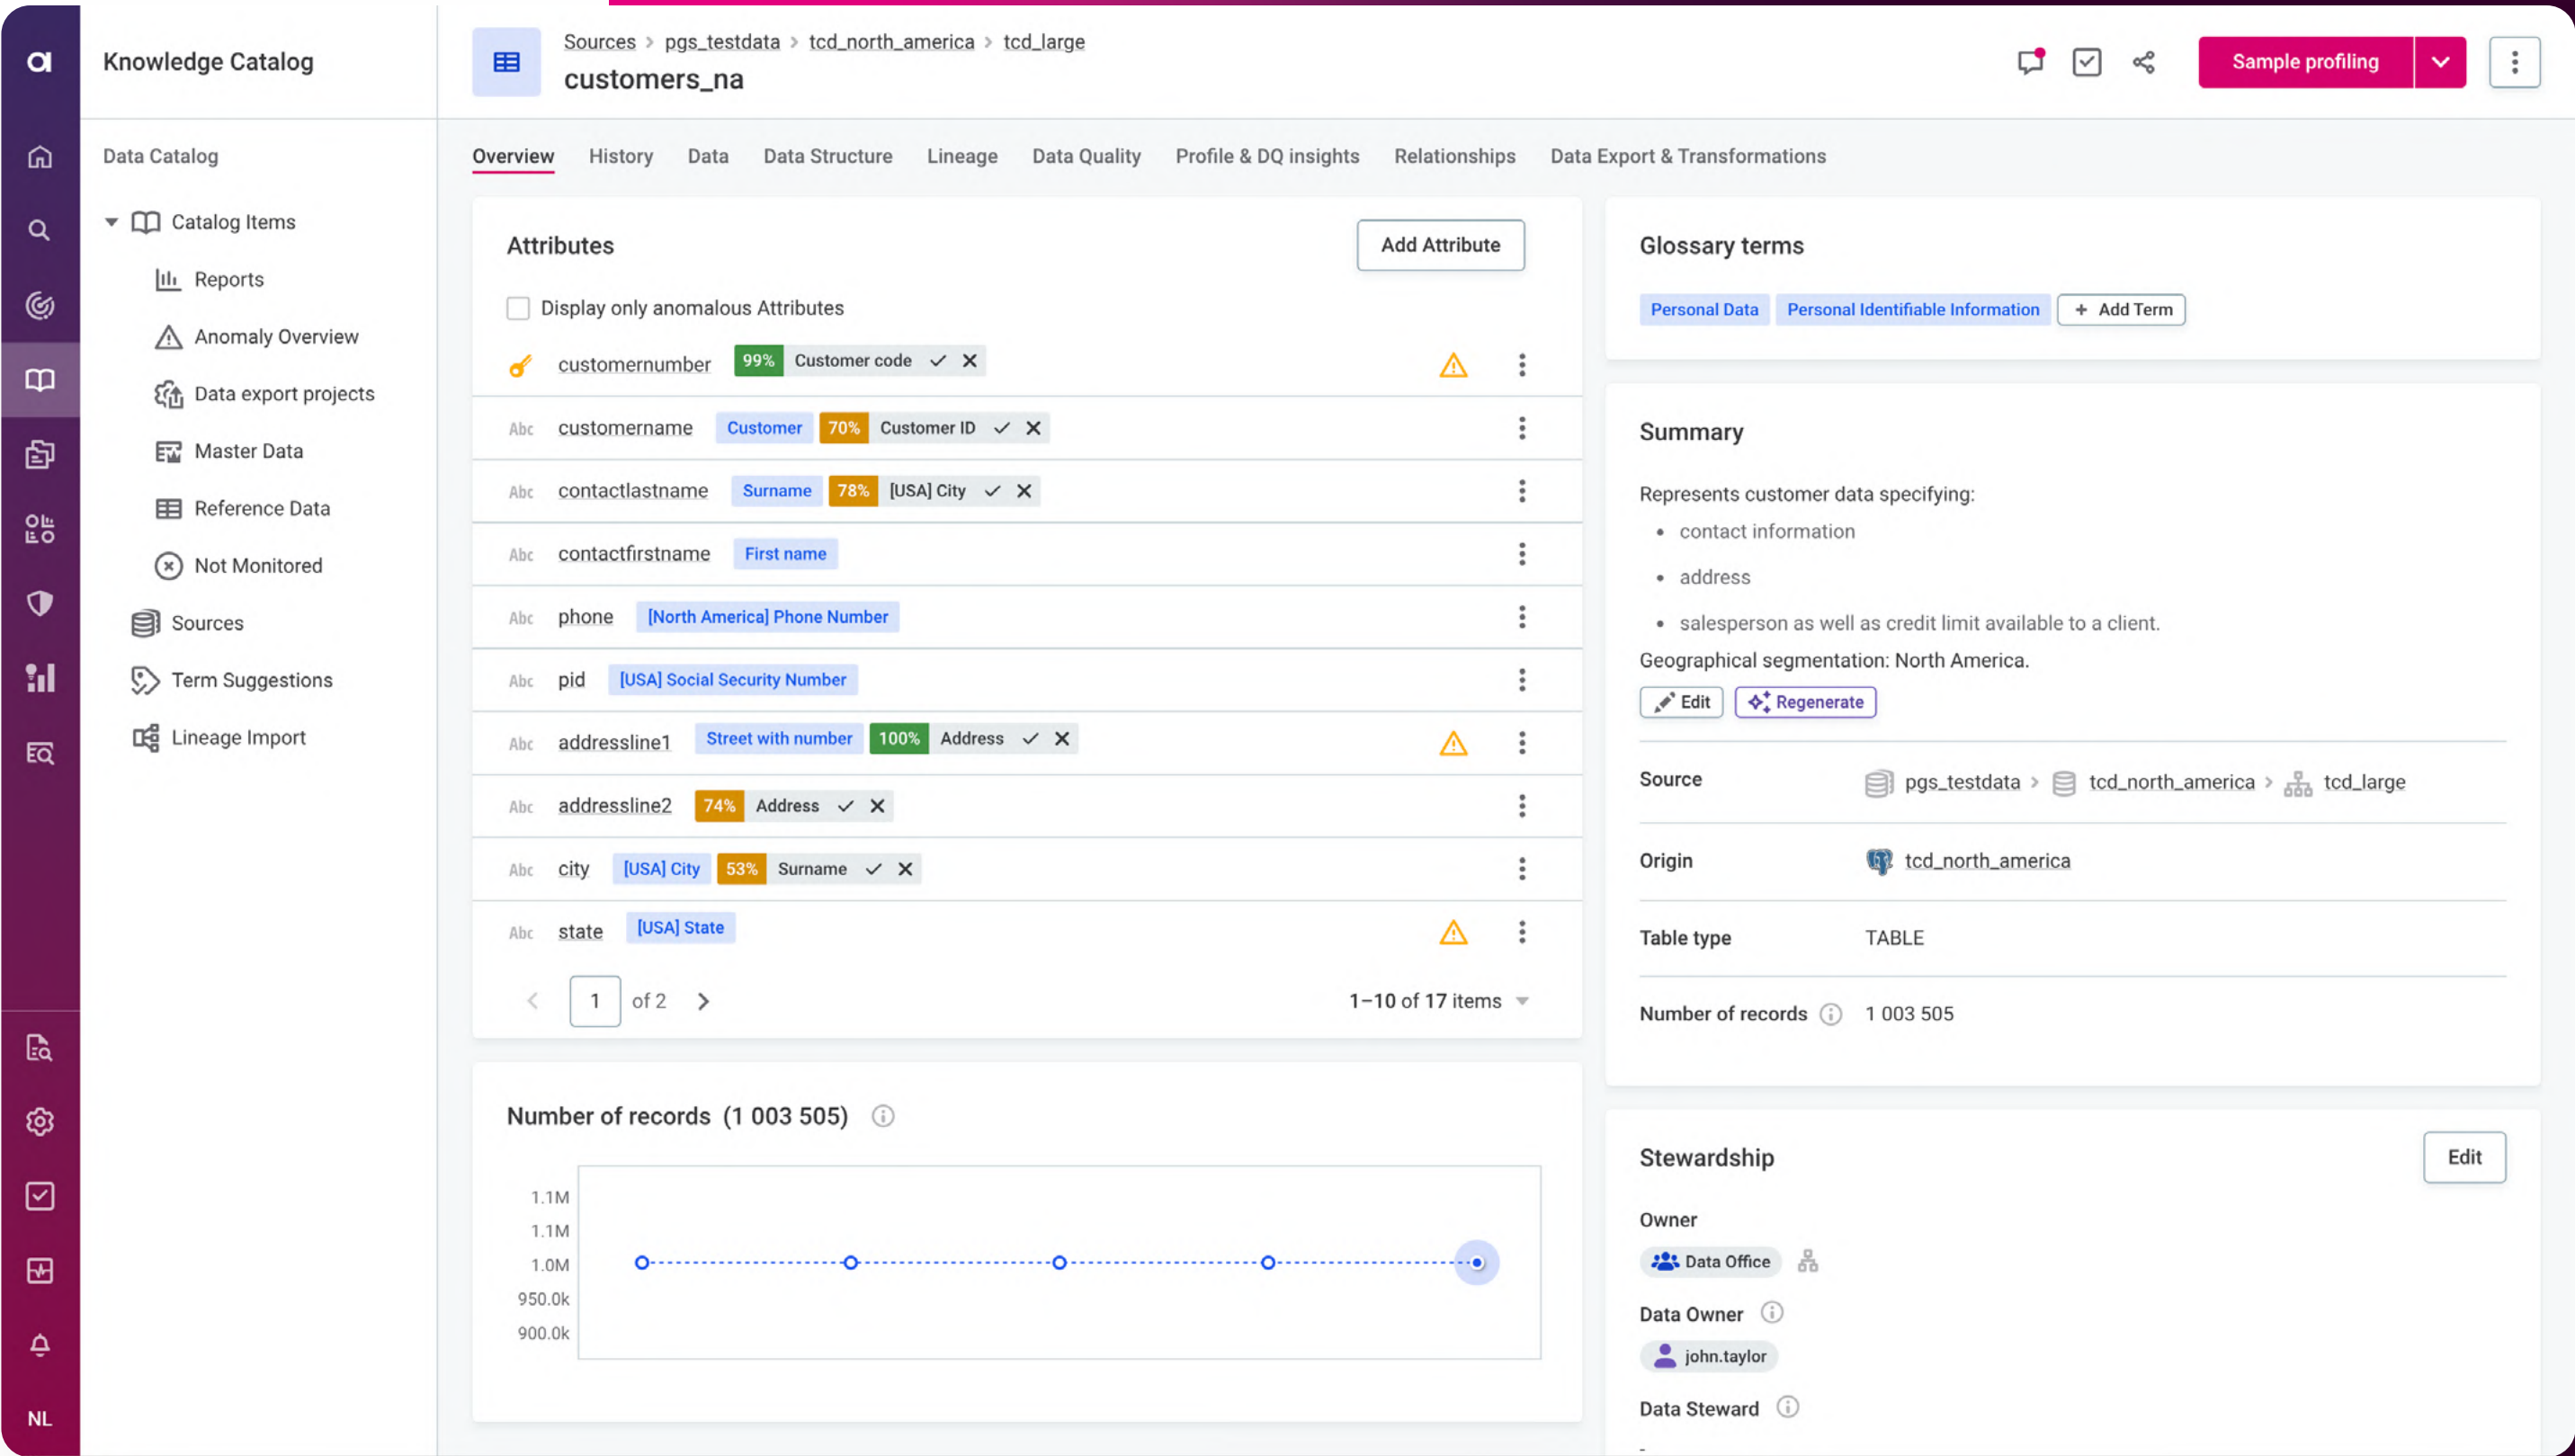 a
Knowledge Catalog
Sources > pgs_testdata > tcd_north_america > tcd_large
customers_na
Sample profiling
Data Catalog
Catalog Items
Reports
Anomaly Overview
Data export projects
Master Data
Reference Data
Not Monitored
Sources
Term Suggestions
Lineage Import
NL
Overview History Data Data Structure Lineage Data Quality Profile & DQ insights Relationships Data Export & Transformations
Attributes Add Attribute
Display only anomalous Attributes
customernumber 99% Customer code
Abc customername Customer 70% Customer ID
Abc contactlastname Surname 78% [USA] City
Abc contactfirstname First name
Abc phone [North America] Phone Number
Abc pid [USA] Social Security Number
Abc addressline1 Street with number 100% Address
Abc addressline2 74% Address
Abc city [USA] City 53% Surname
Abc state [USA] State
1 of 2 1–10 of 17 items
Number of records (1 003 505)
1.1M
1.1M
1.0M
950.0k
900.0k
Glossary terms
Personal Data Personal Identifiable Information + Add Term
Summary
Represents customer data specifying:
• contact information
• address
• salesperson as well as credit limit available to a client.
Geographical segmentation: North America.
Edit Regenerate
Source pgs_testdata > tcd_north_america > tcd_large
Origin tcd_north_america
Table type TABLE
Number of records 1 003 505
Stewardship Edit
Owner
Data Office
Data Owner
john.taylor
Data Steward
-